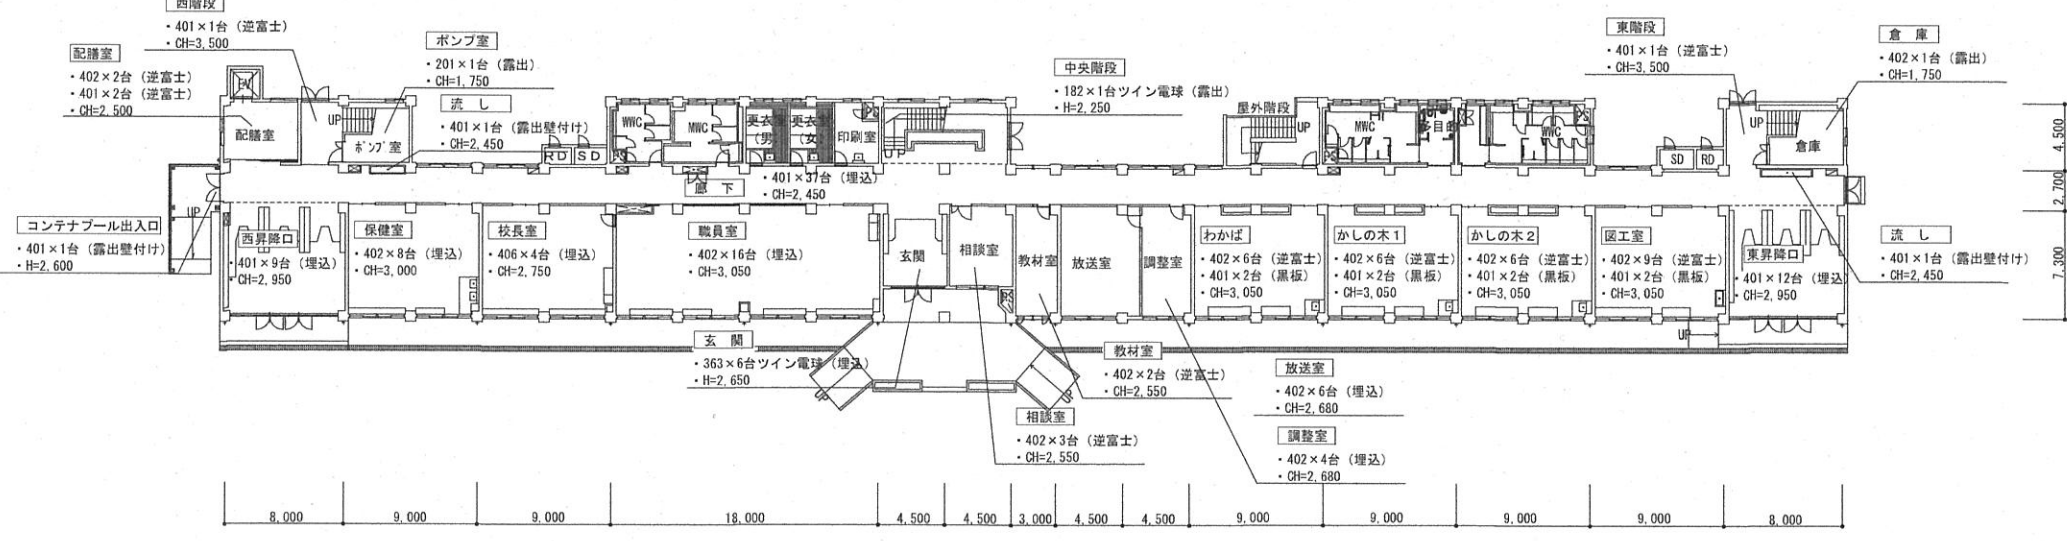 西階段
・401×1台（逆富士）
・CH=3,500
配膳室
・402×2台（逆富士）
・401×2台（逆富士）
・CH=2,500
ポンプ室
・201×1台（露出）
・CH=1,750
流 し
・401×1台（露出壁付け）
・CH=2,450
中央階段
・182×1台ツイン電球（露出）
・H=2,250
東階段
・401×1台（逆富士）
・CH=3,500
倉 庫
・402×1台（露出）
・CH=1,750
EV
配膳室
UP
ポンプ室
RD
SD
WWC
MWC
PS
更衣室
（男）
更衣室
（女）
印刷室
PS
屋外階段
UP
MWC
多目的
WWC
PS
PS
SD
RD
UP
倉庫
4,500
2,700
7,300
廊 下
・401×37台（埋込）
・CH=2,450
コンテナプール出入口
・401×1台（露出壁付け）
・H=2,600
UP
西昇降口
・401×9台（埋込）
・CH=2,950
保健室
・402×8台（埋込）
・CH=3,000
校長室
・406×4台（埋込）
・CH=2,750
職員室
・402×16台（埋込）
・CH=3,050
玄関
相談室
PS
教材室
放送室
調整室
わかば
・402×6台（逆富士）
・401×2台（黒板）
・CH=3,050
かしの木1
・402×6台（逆富士）
・401×2台（黒板）
・CH=3,050
かしの木2
・402×6台（逆富士）
・401×2台（黒板）
・CH=3,050
図工室
・402×9台（逆富士）
・401×2台（黒板）
・CH=3,050
東昇降口
・401×12台（埋込）
・CH=2,950
流 し
・401×1台（露出壁付け）
・CH=2,450
UP
玄 関
・363×6台ツイン電球（埋込）
・H=2,650
UP
UP
教材室
・402×2台（逆富士）
・CH=2,550
相談室
・402×3台（逆富士）
・CH=2,550
放送室
・402×6台（埋込）
・CH=2,680
調整室
・402×4台（埋込）
・CH=2,680
8,000
9,000
9,000
18,000
4,500
4,500
3,000
4,500
4,500
9,000
9,000
9,000
9,000
8,000